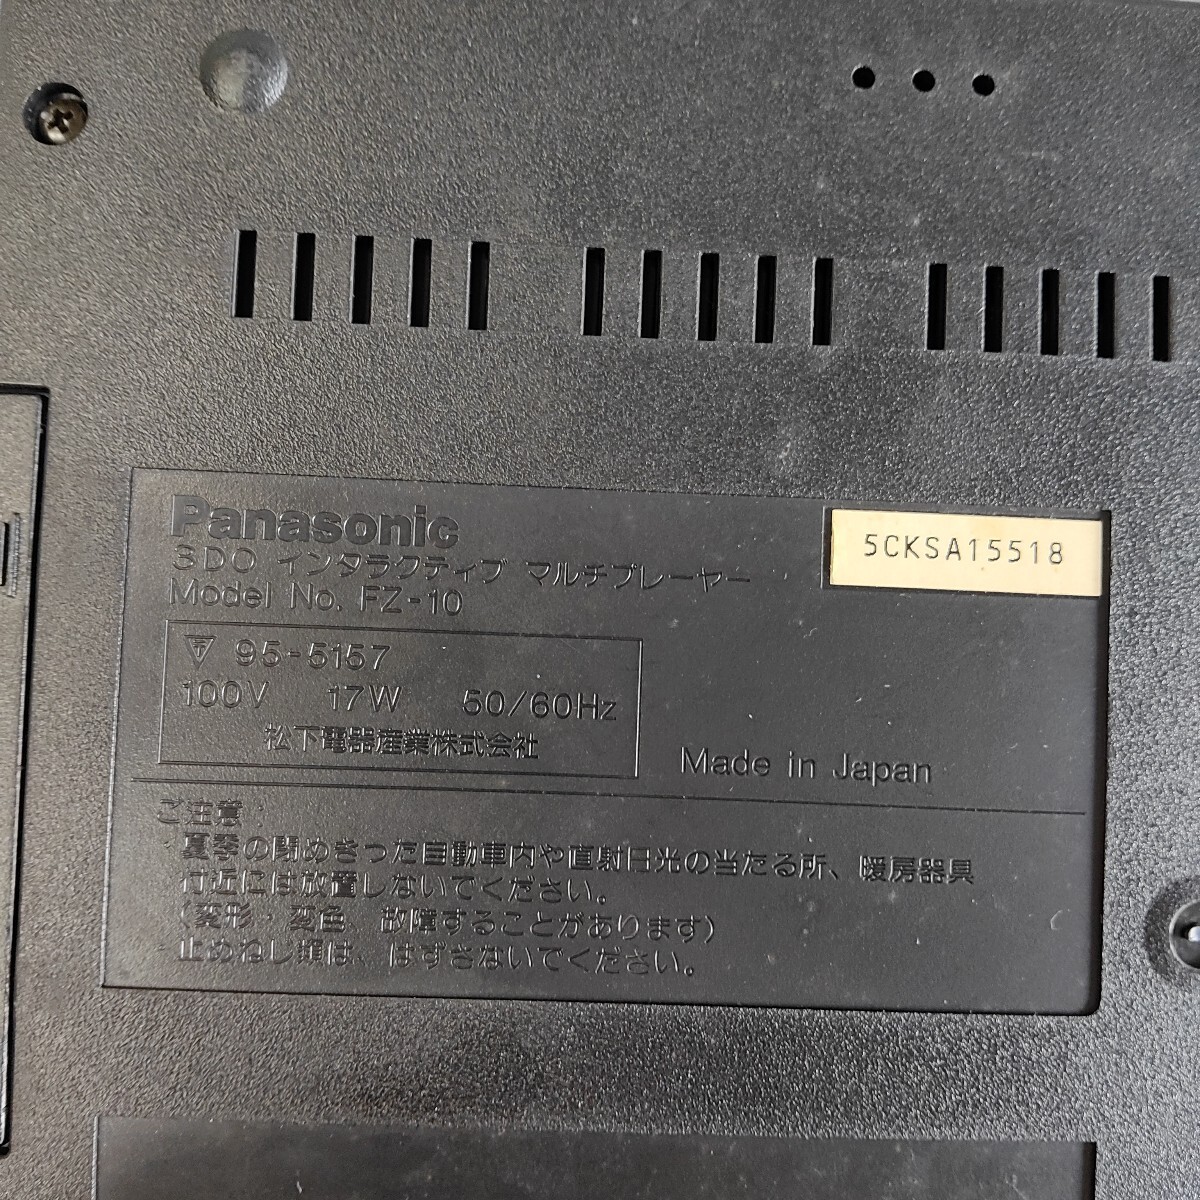 Panasonic
3DO インタラクティブ マルチプレーヤー
5CKSA15518
Model No. FZ-10
〒 95-5157
100V 17W 50/60Hz
松下電器産業株式会社
Made in Japan
ご注意:
・夏季の閉めきった自動車内や直射日光の当たる所、暖房器具
付近には放置しないでください。
(変形・変色、故障することがあります)
・止めねじ類は、はずさないでください。